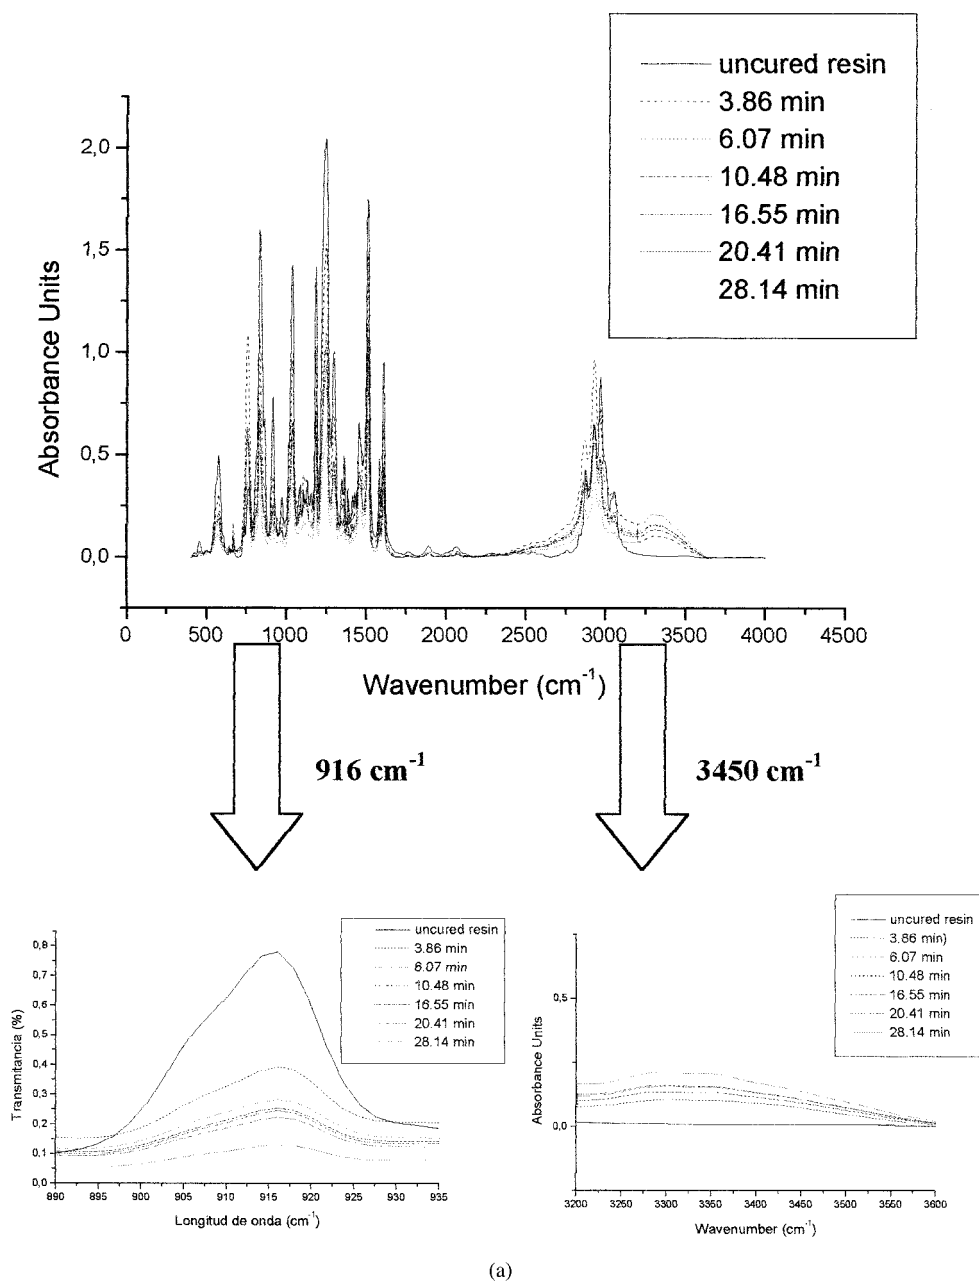 uncured resin
3.86 min
6.07 min
10.48 min
16.55 min
20.41 min
28.14 min
2,0
1,5
1,0
0,5
0,0
Absorbance Units
0 500 1000 1500 2000 2500 3000 3500 4000 4500
Wavenumber (cm-1)
916 cm-1
3450 cm-1
uncured resin
3.86 min
6.07 min
10.48 min
16.55 min
20.41 min
28.14 min
0,8
0,7
0,6
0,5
0,4
0,3
0,2
0,1
0,0
Transmitancia (%)
890 895 900 905 910 915 920 925 930 935
Longitud de onda (cm-1)
uncured resin
3.86 min)
6.07 min
10.48 min
16.55 min
20.41 min
28.14 min
0,5
0,0
Absorbance Units
3200 3250 3300 3350 3400 3450 3500 3550 3600
Wavenumber (cm-1)
(a)